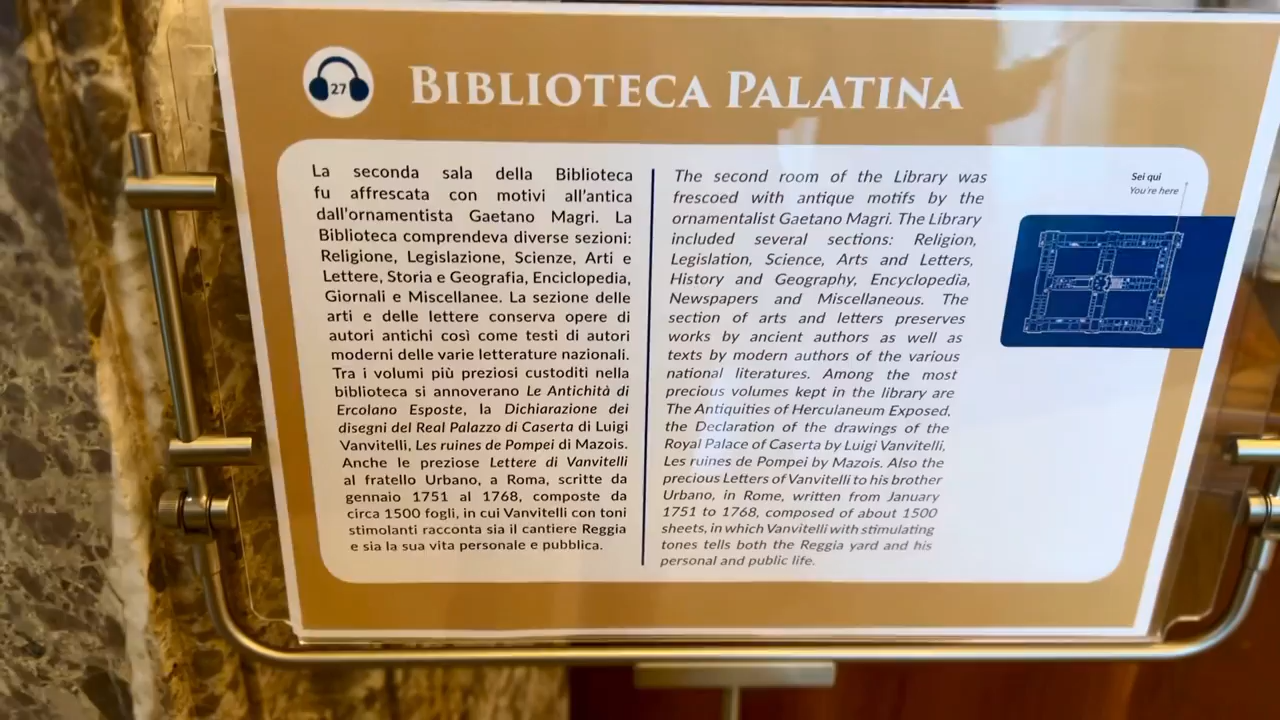 27
BIBLIOTECA PALATINA
La seconda sala della Biblioteca
fu affrescata con motivi all'antica
dall'ornamentista Gaetano Magri. La
Biblioteca comprendeva diverse sezioni:
Religione, Legislazione, Scienze, Arti e
Lettere, Storia e Geografia, Enciclopedia,
Giornali e Miscellanee. La sezione delle
arti e delle lettere conserva opere di
autori antichi così come testi di autori
moderni delle varie letterature nazionali.
Tra i volumi più preziosi custoditi nella
biblioteca si annoverano Le Antichità di
Ercolano Esposte, la Dichiarazione dei
disegni del Real Palazzo di Caserta di Luigi
Vanvitelli, Les ruines de Pompei di Mazois.
Anche le preziose Lettere di Vanvitelli
al fratello Urbano, a Roma, scritte da
gennaio 1751 al 1768, composte da
circa 1500 fogli, in cui Vanvitelli con toni
stimolanti racconta sia il cantiere Reggia
e sia la sua vita personale e pubblica.
The second room of the Library was
frescoed with antique motifs by the
ornamentalist Gaetano Magri. The Library
included several sections: Religion,
Legislation, Science, Arts and Letters,
History and Geography, Encyclopedia,
Newspapers and Miscellaneous. The
section of arts and letters preserves
works by ancient authors as well as
texts by modern authors of the various
national literatures. Among the most
precious volumes kept in the library are
The Antiquities of Herculaneum Exposed,
the Declaration of the drawings of the
Royal Palace of Caserta by Luigi Vanvitelli,
Les ruines de Pompei by Mazois. Also the
precious Letters of Vanvitelli to his brother
Urbano, in Rome, written from January
1751 to 1768, composed of about 1500
sheets, in which Vanvitelli with stimulating
tones tells both the Reggia yard and his
personal and public life.
Sei qui
You're here